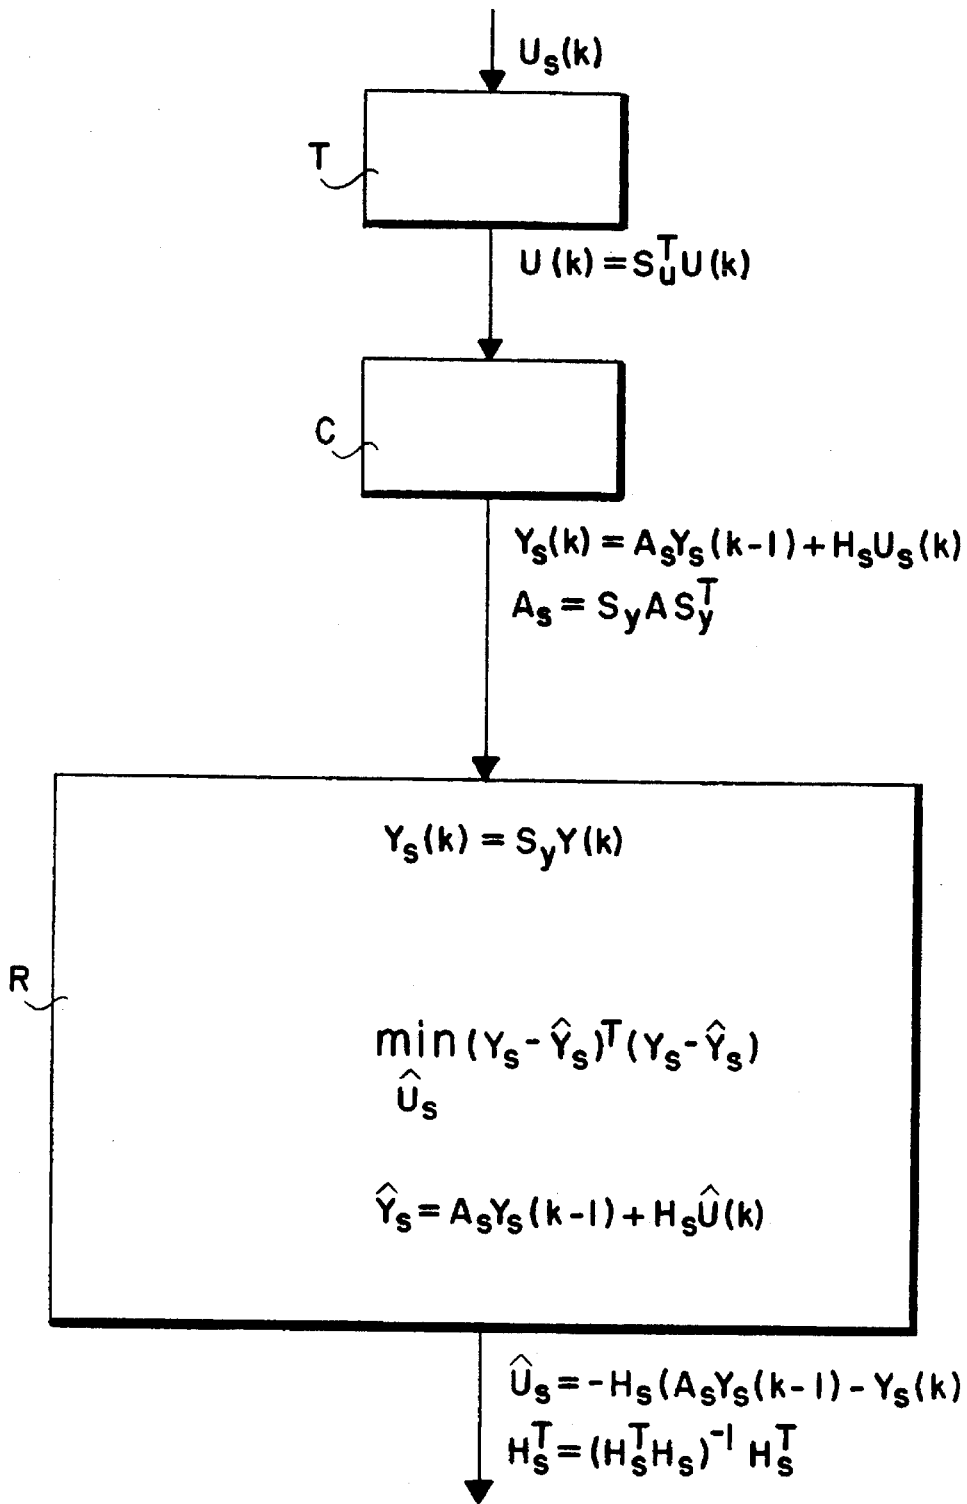 U_s(k)
T
U(k) = S_u^T U(k)
C
Y_s(k) = A_s Y_s(k-1) + H_s U_s(k)
A_s = S_y A S_y^T
Y_s(k) = S_y Y(k)
R
min (Y_s - Ŷ_s)^T (Y_s - Ŷ_s)
Û_s
Ŷ_s = A_s Y_s(k-1) + H_s Û(k)
Û_s = -H_s (A_s Y_s(k-1) - Y_s(k)
H_s^T = (H_s^T H_s)^-1 H_s^T